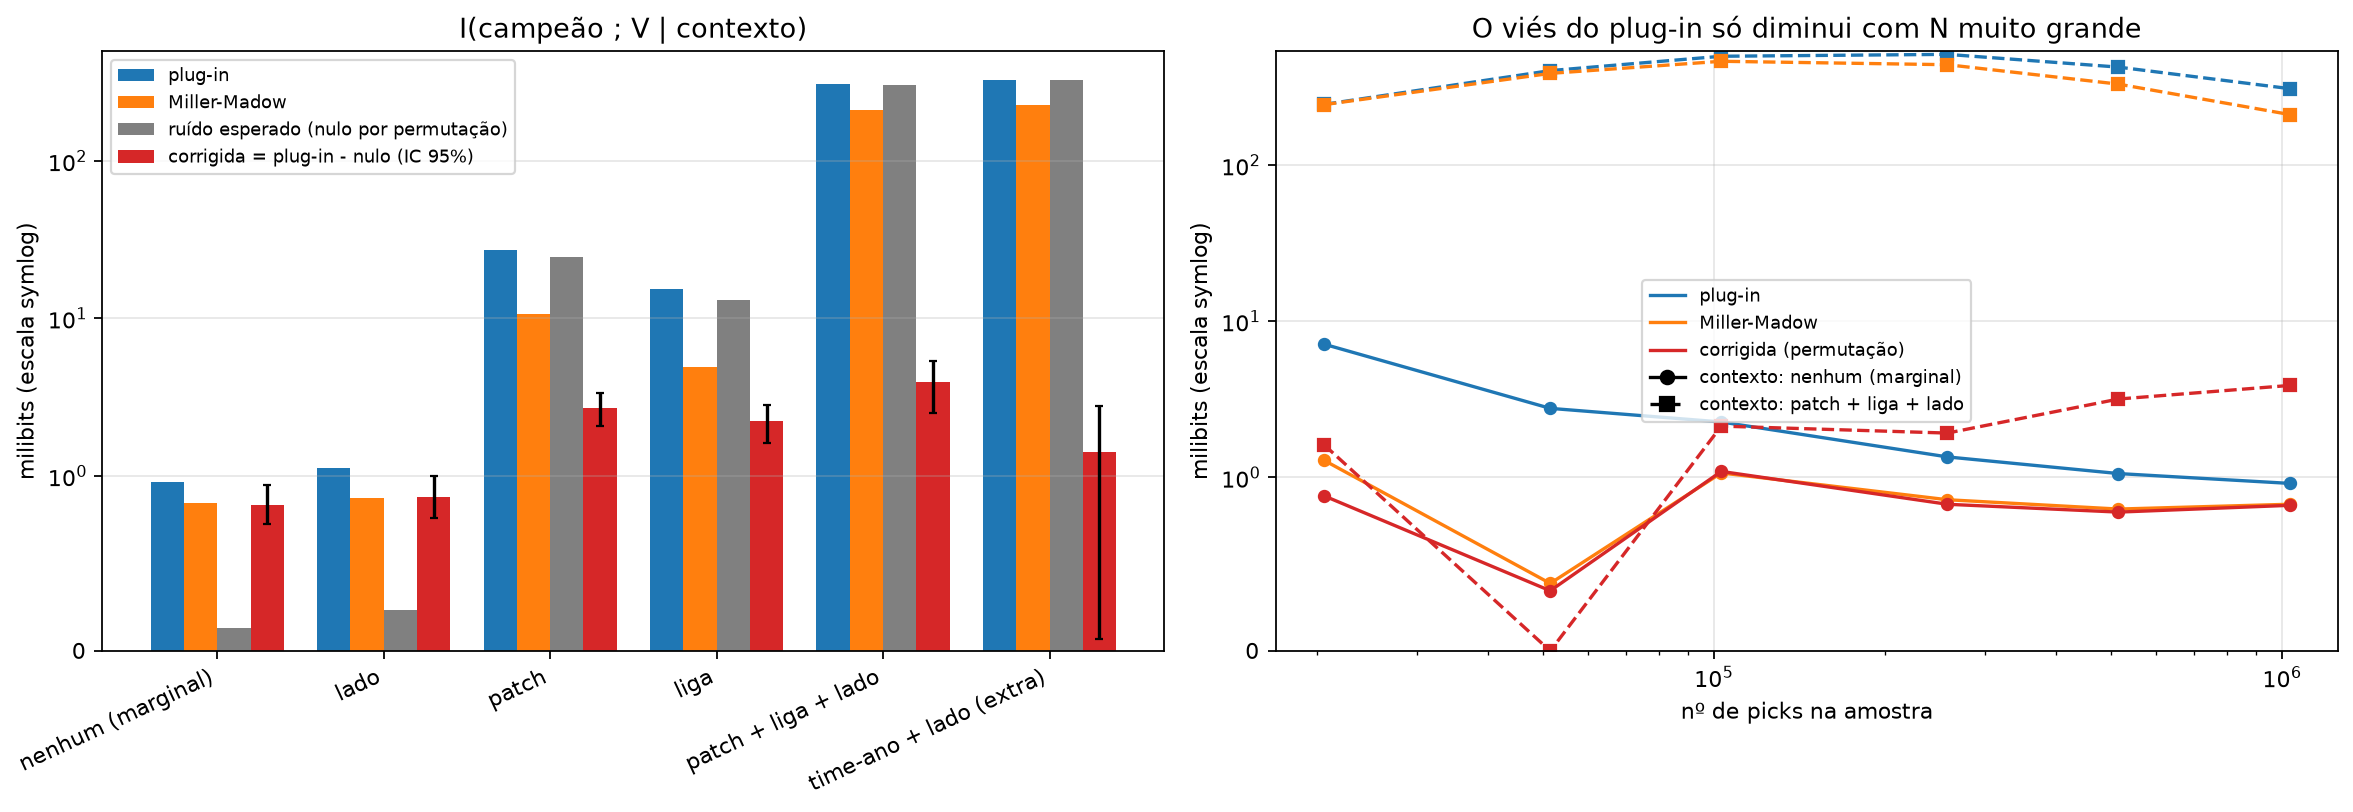 I(campeão ; V | contexto)
plug-in
Miller-Madow
ruído esperado (nulo por permutação)
corrigida = plug-in - nulo (IC 95%)
milibits (escala symlog)
10²
10¹
10⁰
0
nenhum (marginal)
lado
patch
liga
patch + liga + lado
time-ano + lado (extra)
O viés do plug-in só diminui com N muito grande
milibits (escala symlog)
10²
10¹
10⁰
0
plug-in
Miller-Madow
corrigida (permutação)
contexto: nenhum (marginal)
contexto: patch + liga + lado
10⁵
10⁶
nº de picks na amostra